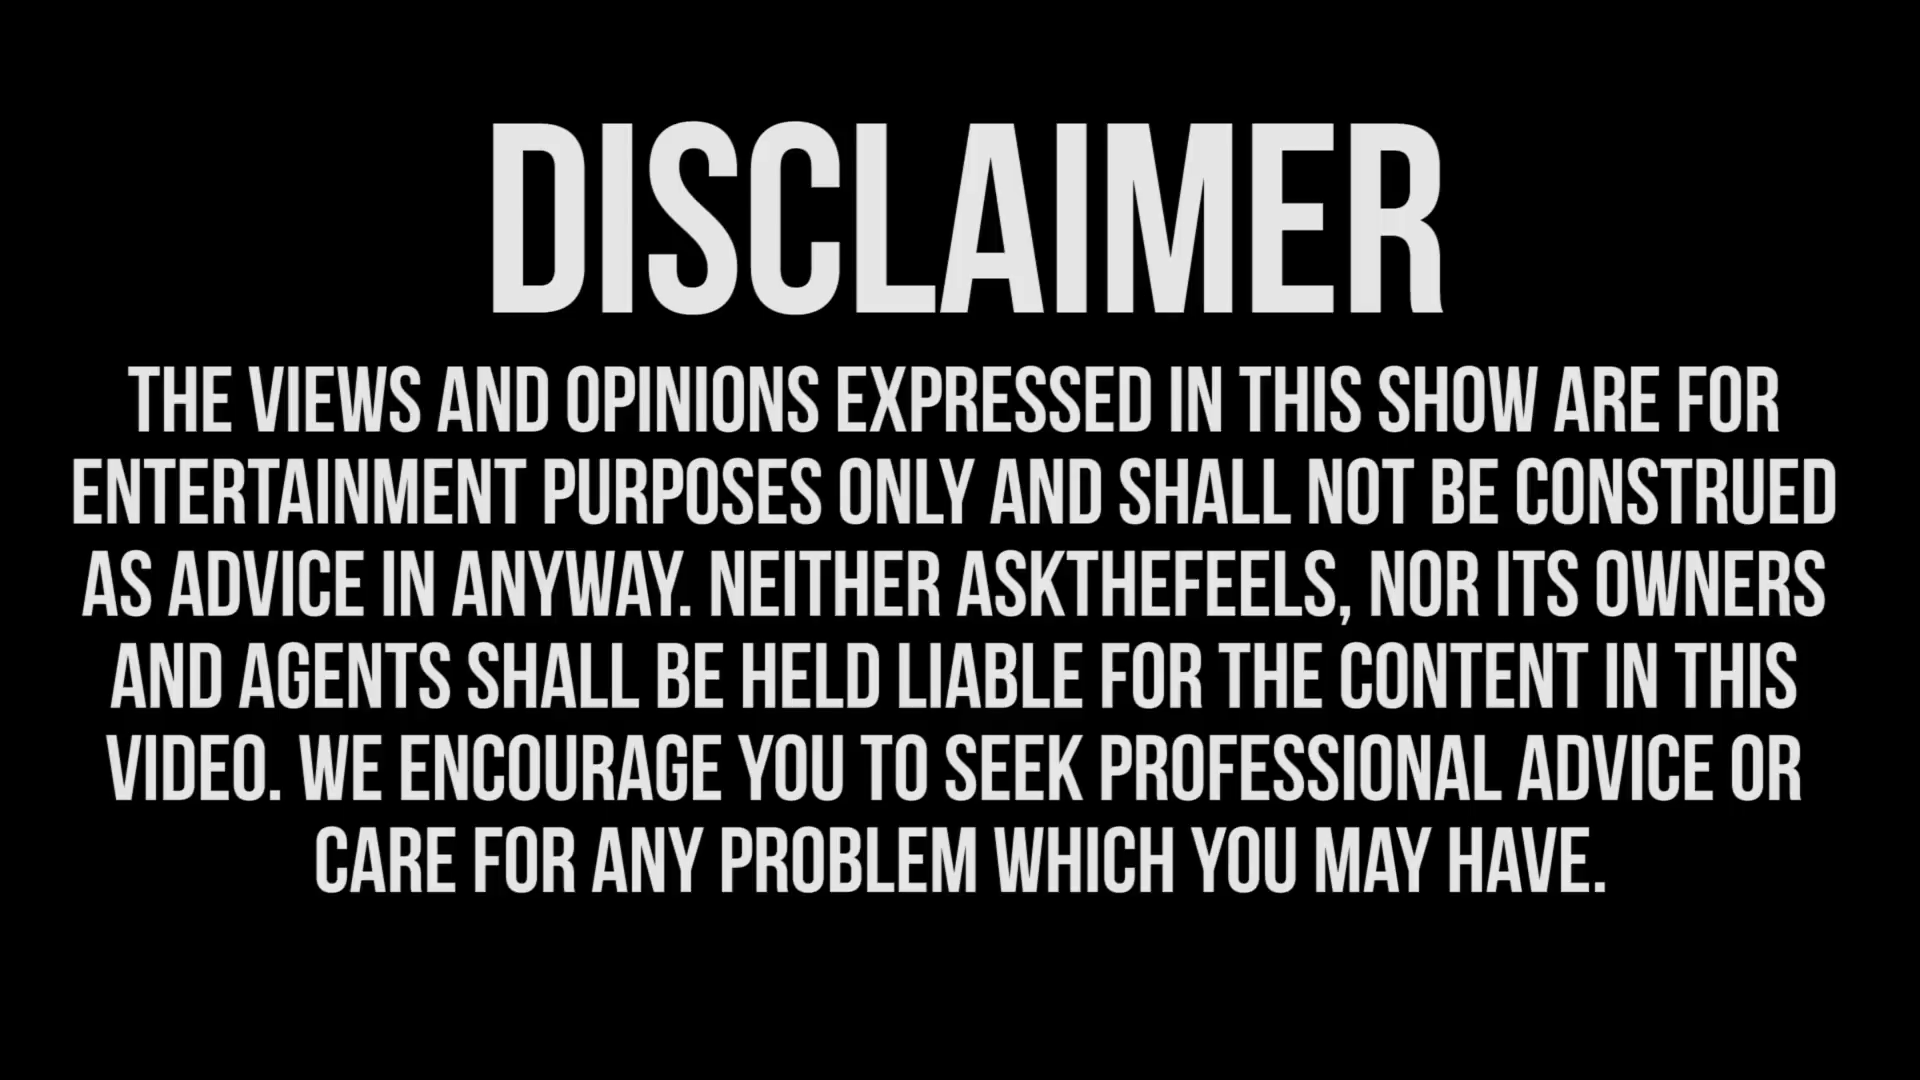 DISCLAIMER
THE VIEWS AND OPINIONS EXPRESSED IN THIS SHOW ARE FOR
ENTERTAINMENT PURPOSES ONLY AND SHALL NOT BE CONSTRUED
AS ADVICE IN ANYWAY. NEITHER ASKTHEFEELS, NOR ITS OWNERS
AND AGENTS SHALL BE HELD LIABLE FOR THE CONTENT IN THIS
VIDEO. WE ENCOURAGE YOU TO SEEK PROFESSIONAL ADVICE OR
CARE FOR ANY PROBLEM WHICH YOU MAY HAVE.